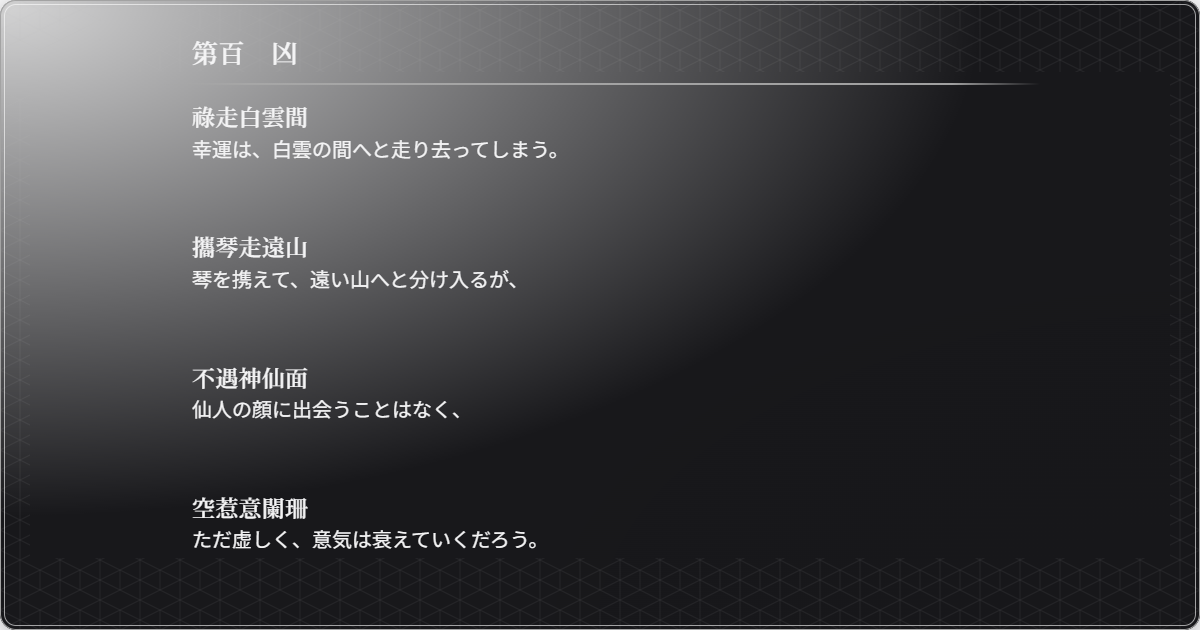 第百　凶
祿走白雲間
幸運は、白雲の間へと走り去ってしまう。
攜琴走遠山
琴を携えて、遠い山へと分け入るが、
不遇神仙面
仙人の顔に出会うことはなく、
空惹意闌珊
ただ虚しく、意気は衰えていくだろう。